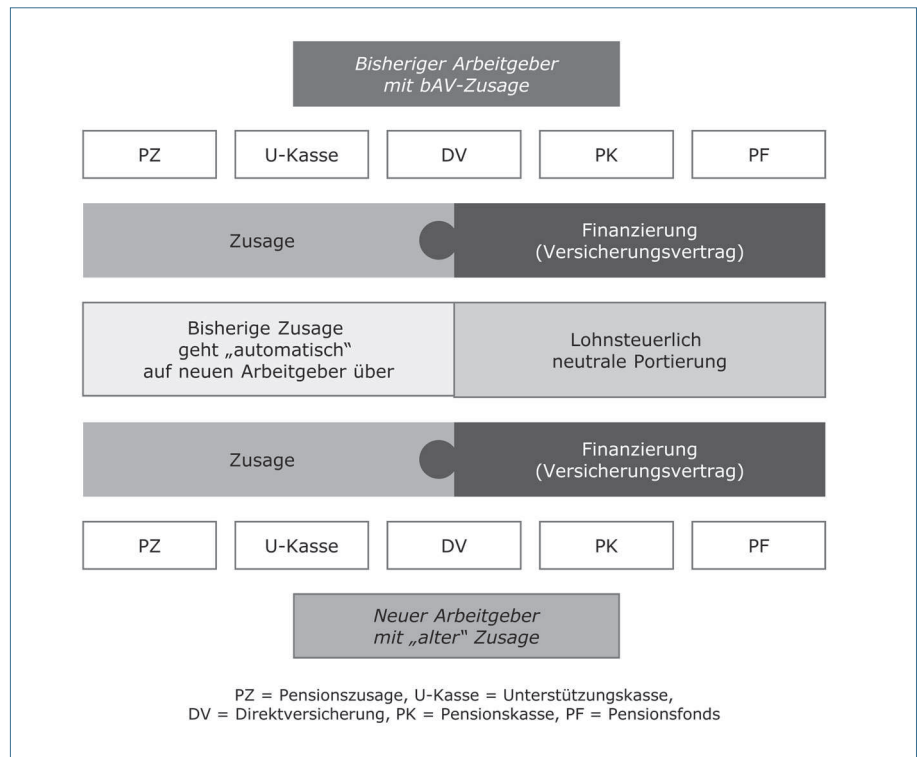 Bisheriger Arbeitgeber
mit bAV-Zusage
PZ
U-Kasse
DV
PK
PF
Zusage
Finanzierung
(Versicherungsvertrag)
Bisherige Zusage
geht „automatisch“
auf neuen Arbeitgeber über
Lohnsteuerlich
neutrale Portierung
Zusage
Finanzierung
(Versicherungsvertrag)
PZ
U-Kasse
DV
PK
PF
Neuer Arbeitgeber
mit „alter“ Zusage
PZ = Pensionszusage, U-Kasse = Unterstützungskasse,
DV = Direktversicherung, PK = Pensionskasse, PF = Pensionsfonds